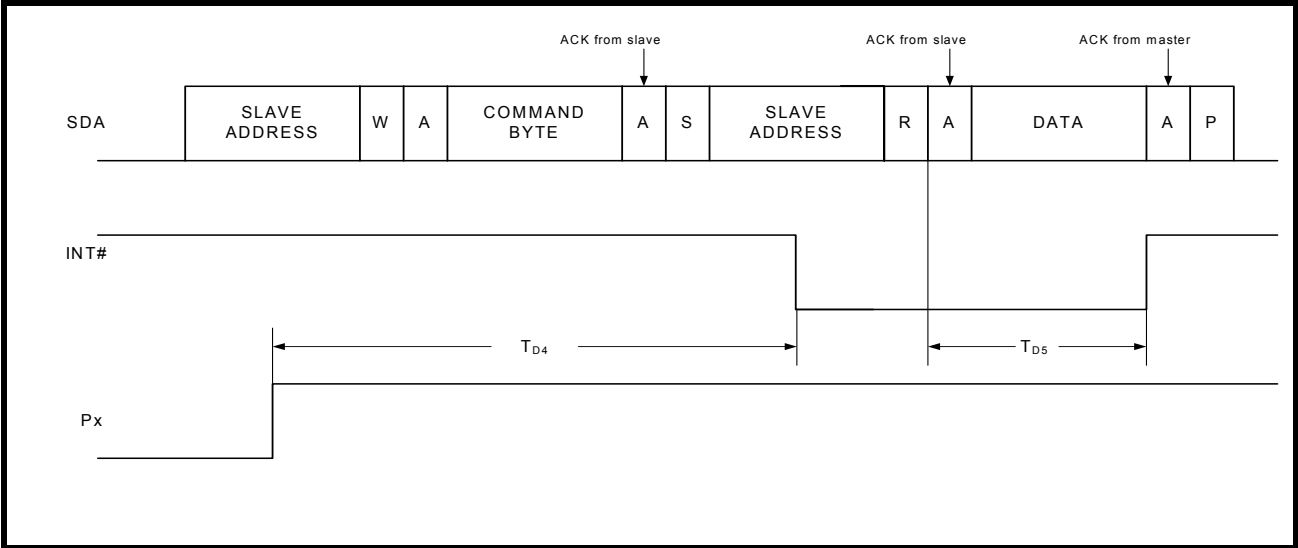 ACK from slave ACK from slave ACK from master
SDA SLAVE ADDRESS W A COMMAND BYTE A S SLAVE ADDRESS R A DATA A P
INT#
TD4 TD5
Px